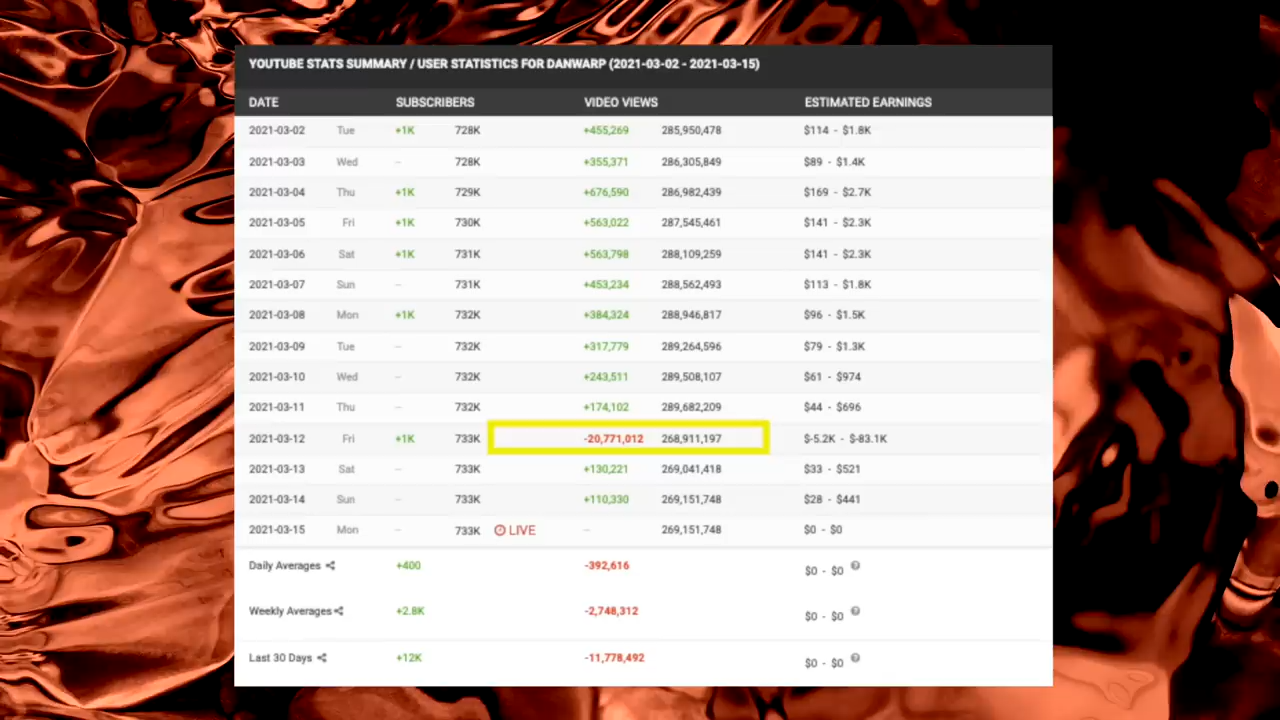 YOUTUBE STATS SUMMARY / USER STATISTICS FOR DANWARP (2021-03-02 - 2021-03-15)
DATE SUBSCRIBERS VIDEO VIEWS ESTIMATED EARNINGS
2021-03-02 Tue +1K 728K +455,269 285,950,478 $114 - $1.8K
2021-03-03 Wed -- 728K +355,371 286,305,849 $89 - $1.4K
2021-03-04 Thu +1K 729K +676,590 286,982,439 $169 - $2.7K
2021-03-05 Fri +1K 730K +563,022 287,545,461 $141 - $2.3K
2021-03-06 Sat +1K 731K +563,798 288,109,259 $141 - $2.3K
2021-03-07 Sun -- 731K +453,234 288,562,493 $113 - $1.8K
2021-03-08 Mon +1K 732K +384,324 288,946,817 $96 - $1.5K
2021-03-09 Tue -- 732K +317,779 289,264,596 $79 - $1.3K
2021-03-10 Wed -- 732K +243,511 289,508,107 $61 - $974
2021-03-11 Thu -- 732K +174,102 289,682,209 $44 - $696
2021-03-12 Fri +1K 733K -20,771,012 268,911,197 $-5.2K - $-83.1K
2021-03-13 Sat -- 733K +130,221 269,041,418 $33 - $521
2021-03-14 Sun -- 733K +110,330 269,151,748 $28 - $441
2021-03-15 Mon -- 733K LIVE -- 269,151,748 $0 - $0
Daily Averages +400 -392,616 $0 - $0
Weekly Averages +2.8K -2,748,312 $0 - $0
Last 30 Days +12K -11,778,492 $0 - $0